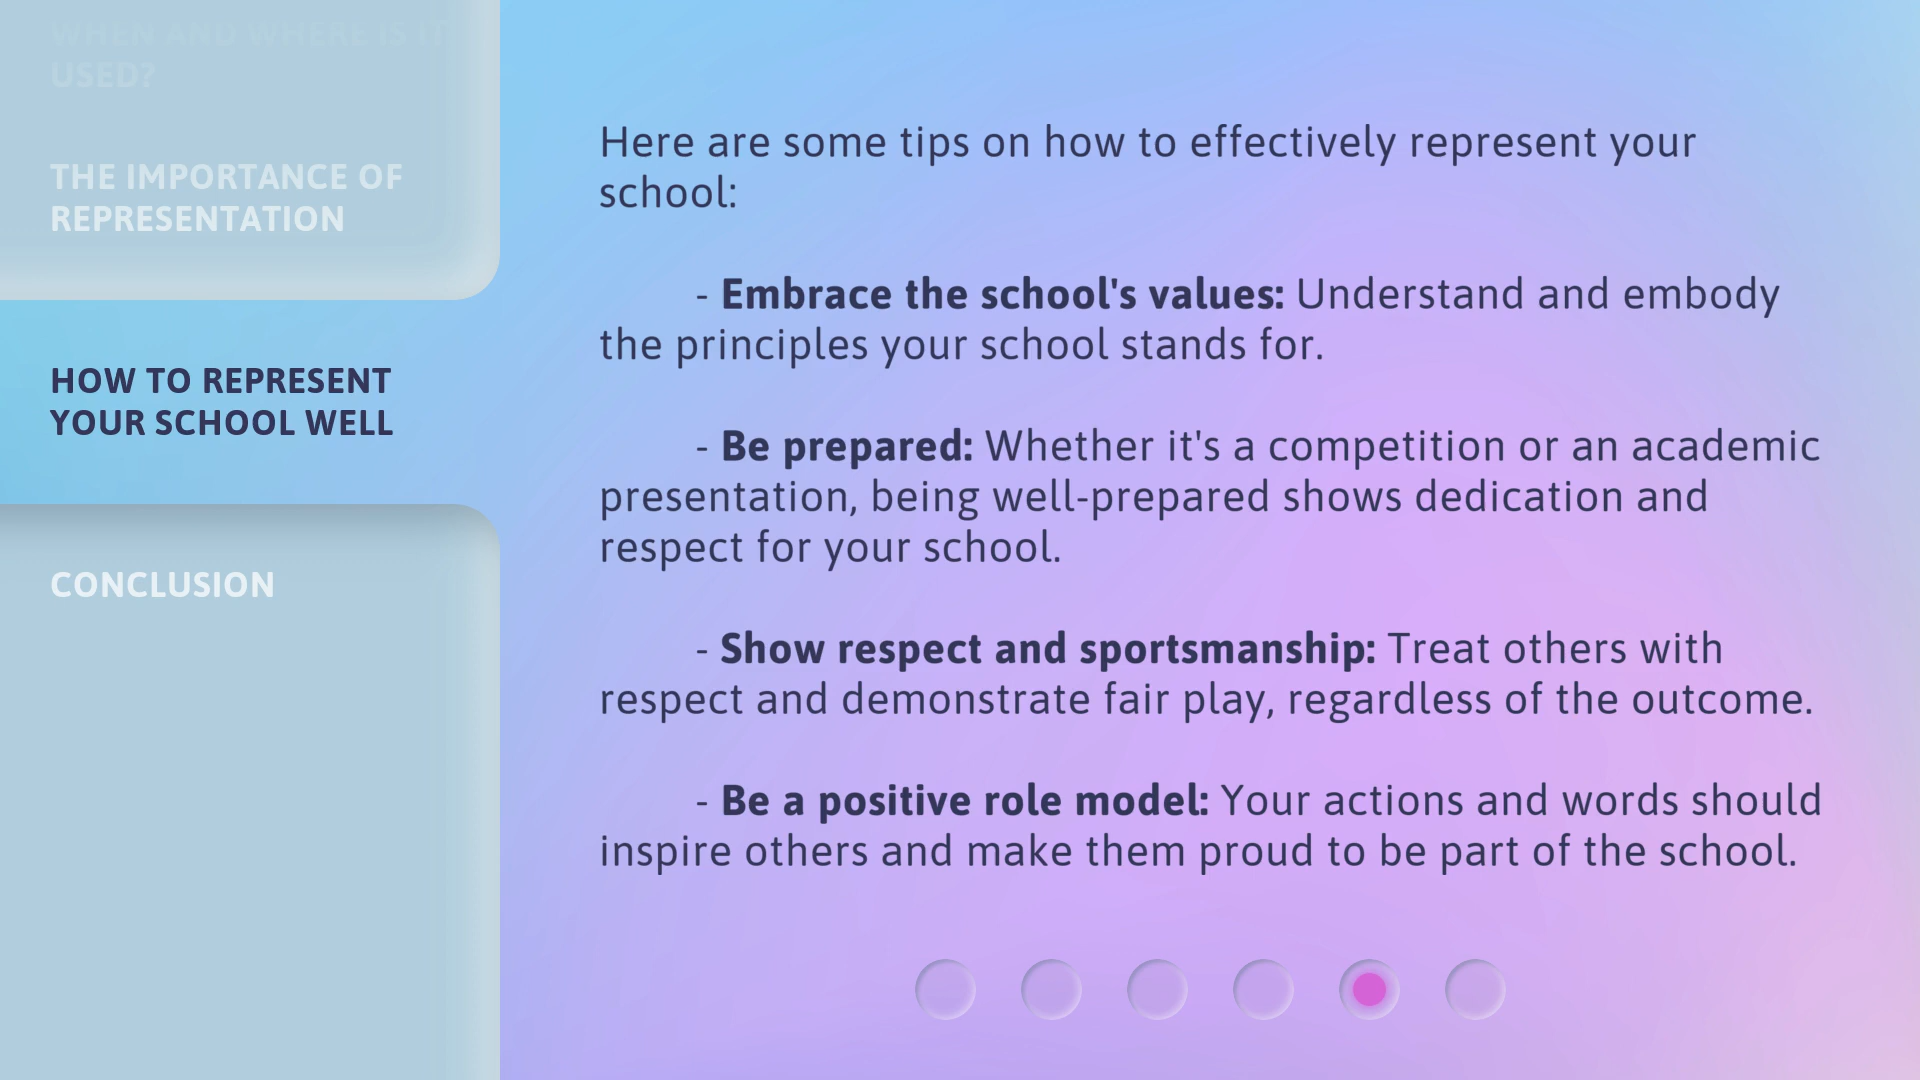 WHEN AND WHERE IS IT
USED?
THE IMPORTANCE OF
REPRESENTATION
HOW TO REPRESENT
YOUR SCHOOL WELL
CONCLUSION
Here are some tips on how to effectively represent your
school:
- Embrace the school's values: Understand and embody
the principles your school stands for.
- Be prepared: Whether it's a competition or an academic
presentation, being well-prepared shows dedication and
respect for your school.
- Show respect and sportsmanship: Treat others with
respect and demonstrate fair play, regardless of the outcome.
- Be a positive role model: Your actions and words should
inspire others and make them proud to be part of the school.